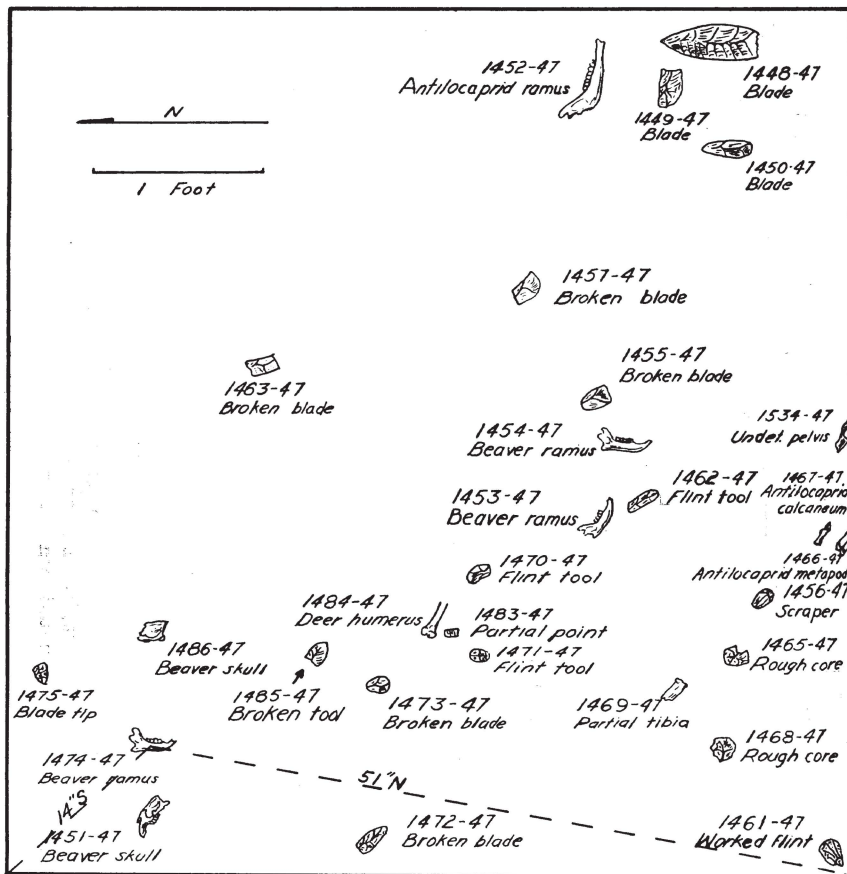 1452-47
Antilocaprid ramus
1448-47
Blade
1449-47
Blade
N
1450-47
Blade
1 Foot
1457-47
Broken blade
1455-47
Broken blade
1463-47
Broken blade
1454-47
Beaver ramus
1534-47
Undet. pelvis
1462-47
Flint tool
1467-47
Antilocaprid
calcaneum
1453-47
Beaver ramus
1470-47
Flint tool
1466-47
Antilocaprid metapod
1456-47
Scraper
1484-47
Deer humerus
1483-47
Partial point
1471-47
Flint tool
1486-47
Beaver skull
1465-47
Rough core
1475-47
Blade tip
1485-47
Broken tool
1473-47
Broken blade
1469-47
Partial tibia
1468-47
Rough core
1474-47
Beaver ramus
51"N
14"S
1451-47
Beaver skull
1472-47
Broken blade
1461-47
Worked flint